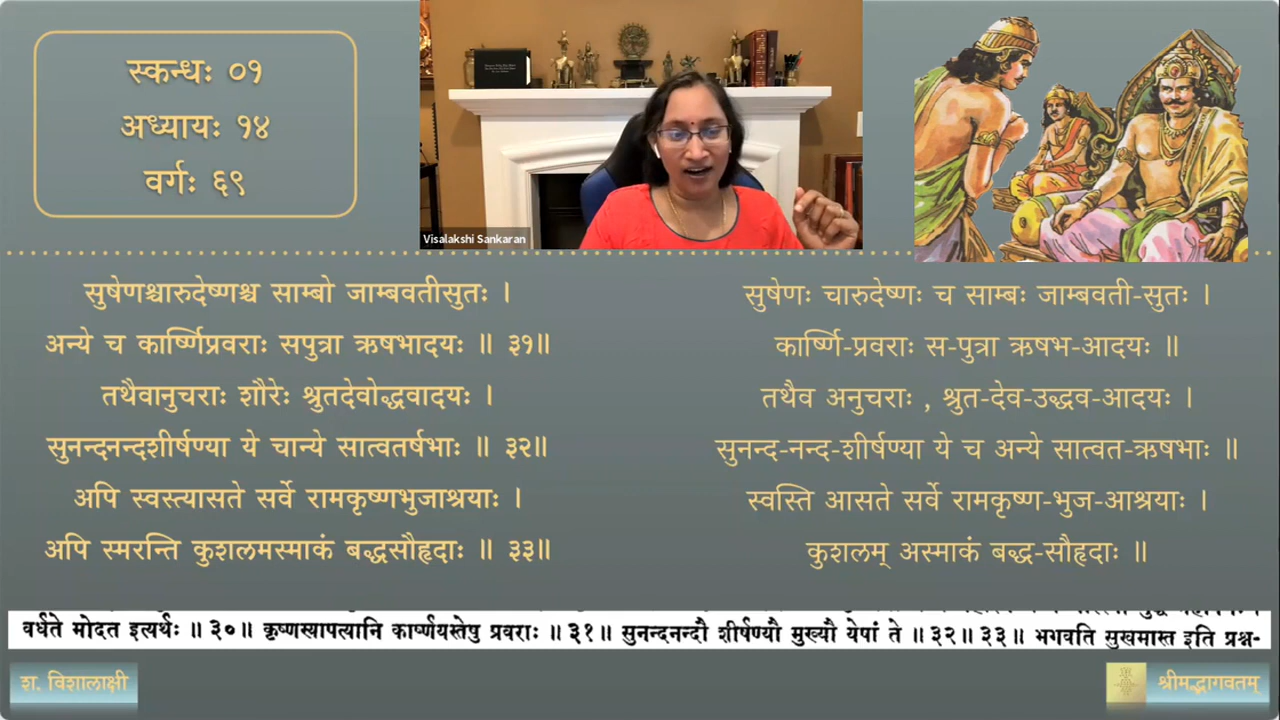 स्कन्धः ०१
अध्यायः १४
वर्गः ६९
Visalakshi Sankaran
सुषेणश्चारुदेष्णश्च साम्बो जाम्बवतीसुतः ।
अन्ये च कार्ष्णिप्रवराः सपुत्रा ऋषभादयः ॥ ३१॥
तथैवानुचराः शौरेः श्रुतदेवोद्धवादयः ।
सुनन्दनन्दशीर्षण्या ये चान्ये सात्वतर्षभाः ॥ ३२॥
अपि स्वस्त्यासते सर्वे रामकृष्णभुजाश्रयाः ।
अपि स्मरन्ति कुशलमस्माकं बद्धसौहृदाः ॥ ३३॥
सुषेणः चारुदेष्णः च साम्बः जाम्बवती-सुतः ।
कार्ष्णि-प्रवराः स-पुत्रा ऋषभ-आदयः ॥
तथैव अनुचराः , श्रुत-देव-उद्धव-आदयः ।
सुनन्द-नन्द-शीर्षण्या ये च अन्ये सात्वत-ऋषभाः ॥
स्वस्ति आसते सर्वे रामकृष्ण-भुज-आश्रयाः ।
कुशलम् अस्माकं बद्ध-सौहृदाः ॥
वर्धते मोदत इत्यर्थः ॥ ३० ॥ कृष्णस्यापत्यानि कार्ष्णयस्तेषु प्रवराः ॥ ३१ ॥ सुनन्दनन्दौ शीर्षण्यौ मुख्यौ येषां ते ॥ ३२ ॥ ३३ ॥ भगवति सुखमास्त इति प्रश्न-
श. विशालाक्षी
श्रीमद्भागवतम्